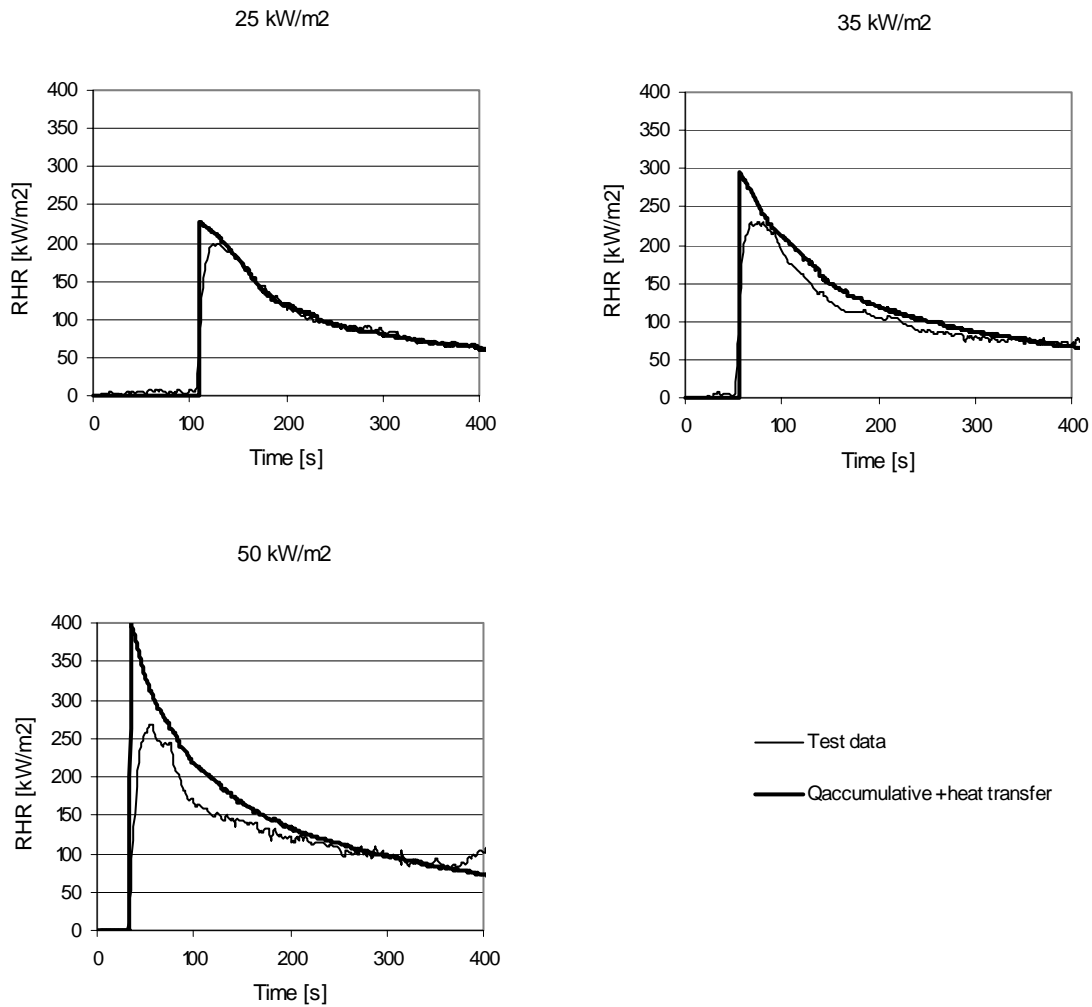 25 kW/m2
35 kW/m2
400
350
300
250
200
150
100
50
0
RHR [kW/m2]
0 100 200 300 400
Time [s]
400
350
300
250
200
150
100
50
0
RHR [kW/m2]
0 100 200 300 400
Time [s]
50 kW/m2
400
350
300
250
200
150
100
50
0
RHR [kW/m2]
0 100 200 300 400
Time [s]
Test data
Qaccumulative +heat transfer